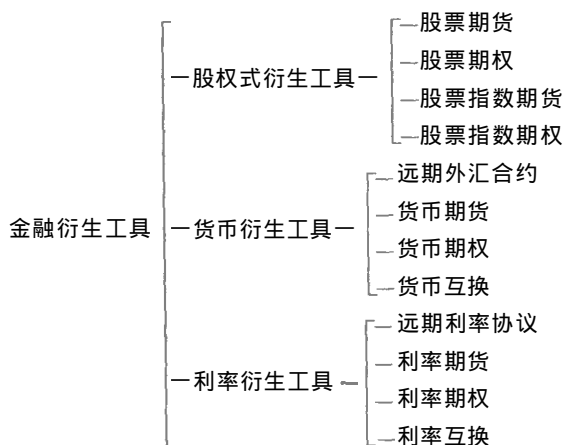 金融衍生工具
股权式衍生工具
股票期货
股票期权
股票指数期货
股票指数期权
货币衍生工具
远期外汇合约
货币期货
货币期权
货币互换
利率衍生工具
远期利率协议
利率期货
利率期权
利率互换